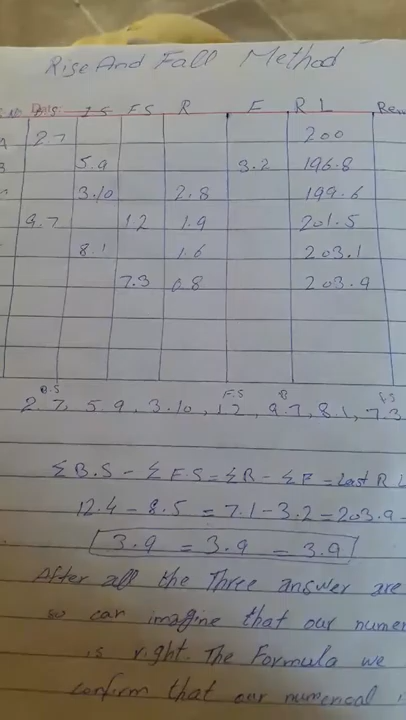 Rise And Fall Method
B.S I S F S R F R L Rem
A 2.7 200
B 5.9 3.2 196.8
3.10 2.8 199.6
9.7 12 1.9 201.5
8.1 1.6 203.1
7.3 0.8 203.9
B.S F.S B F.S
2.7, 5.9, 3.10, 12, 9.7, 8.1, 7.3
ΣB.S - ΣF.S = ΣR - ΣF = Last R L
12.4 - 8.5 = 7.1 - 3.2 = 203.9 -
3.9 = 3.9 = 3.9
After all the Three answer are
so can imagine that our numer
is right. The Formula we
confirm that our numerical i